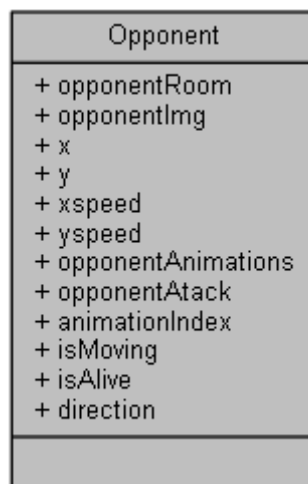 Opponent
+ opponentRoom
+ opponentImg
+ x
+ y
+ xspeed
+ yspeed
+ opponentAnimations
+ opponentAtack
+ animationIndex
+ isMoving
+ isAlive
+ direction